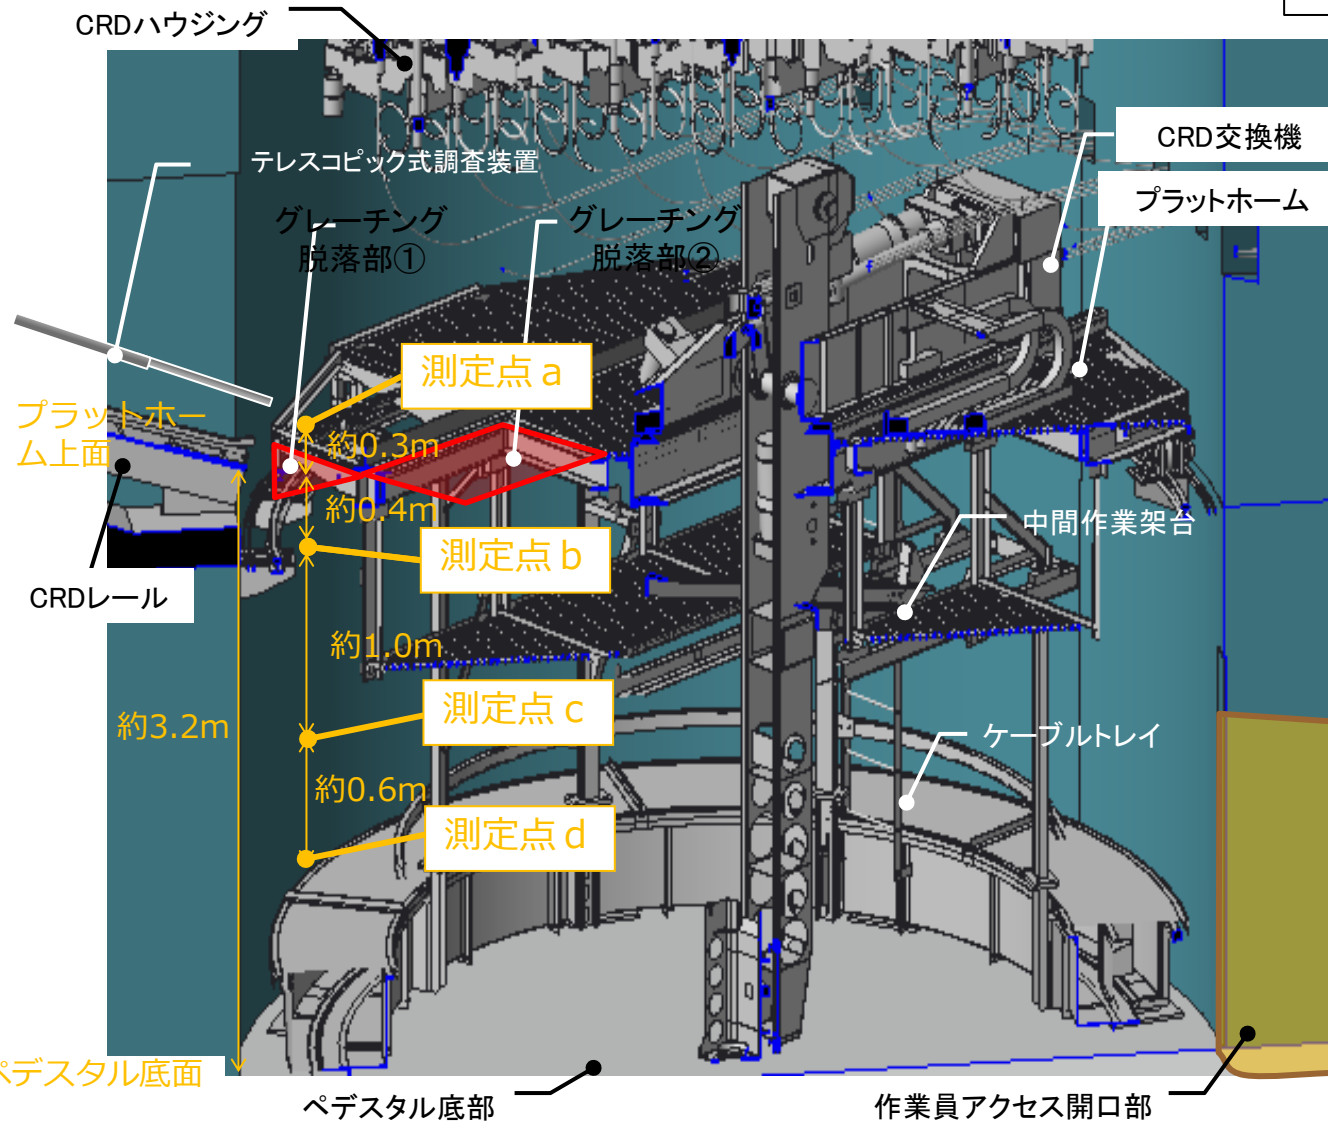 CRDハウジング
CRD交換機
テレスコピック式調査装置
プラットホーム
グレーチング
脱落部①
グレーチング
脱落部②
測定点a
プラットホー
ム上面
約0.3m
約0.4m
中間作業架台
測定点b
CRDレール
約1.0m
測定点c
約3.2m
ケーブルトレイ
約0.6m
測定点d
ペデスタル底面
ペデスタル底部
作業員アクセス開口部